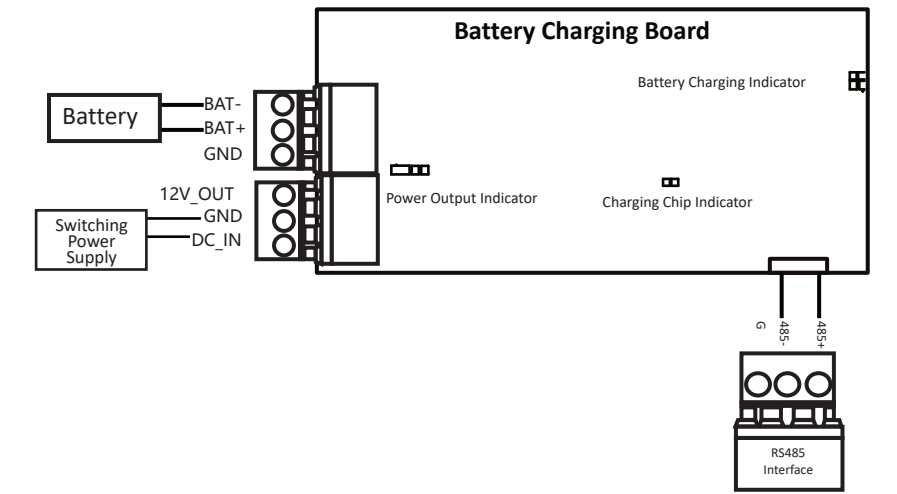 Battery Charging Board
Battery Charging Indicator
Battery
BAT-
BAT+
GND
12V_OUT
GND
DC_IN
Switching
Power
Supply
Power Output Indicator
Charging Chip Indicator
G
485-
485+
RS485
Interface